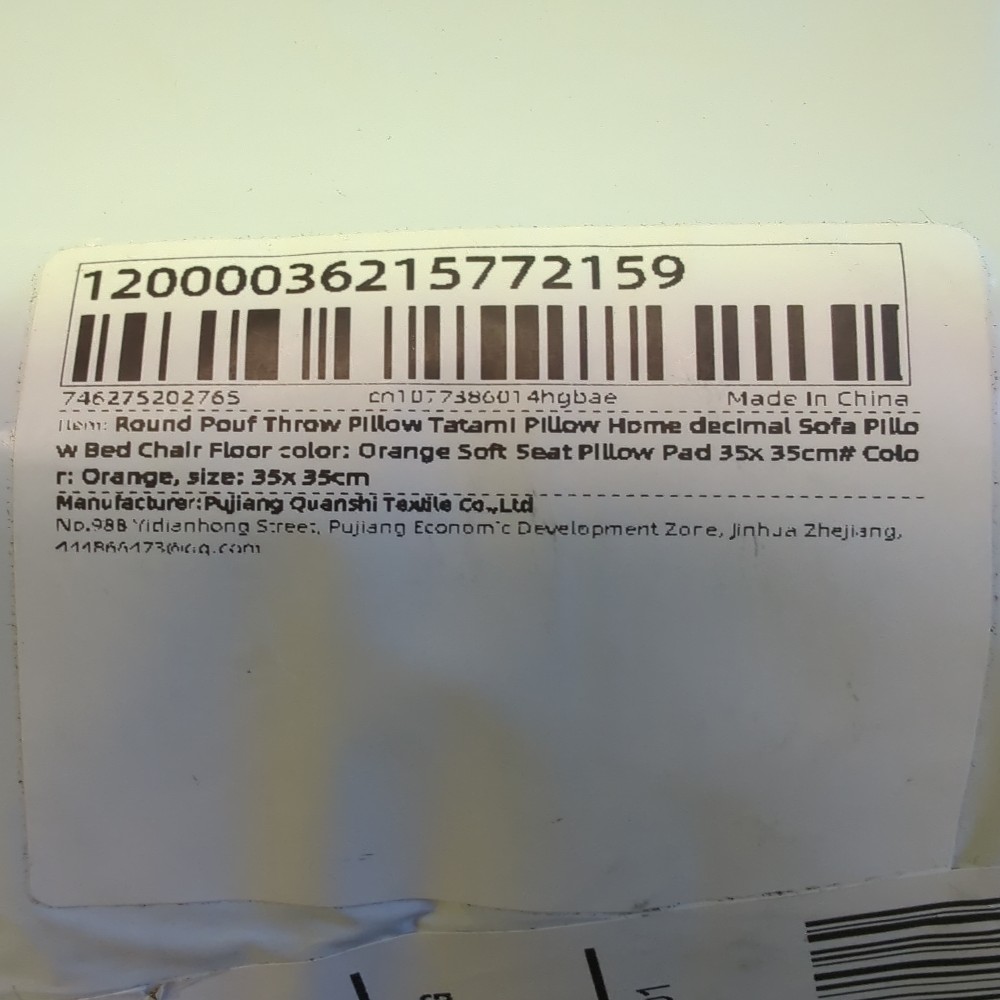 12000036215772159
746275202765 cn1077386014hgbae Made In China
Item: Round Pouf Throw Pillow Tatami Pillow Home decimal Sofa Pillo
w Bed Chair Floor color: Orange Soft Seat Pillow Pad 35x 35cm# Colo
r: Orange, size: 35x 35cm
Manufacturer:Pujiang Quanshi Textile Co.,Ltd
No.988 Yidianhong Street, Pujiang Economic Development Zone, Jinhua Zhejiang,